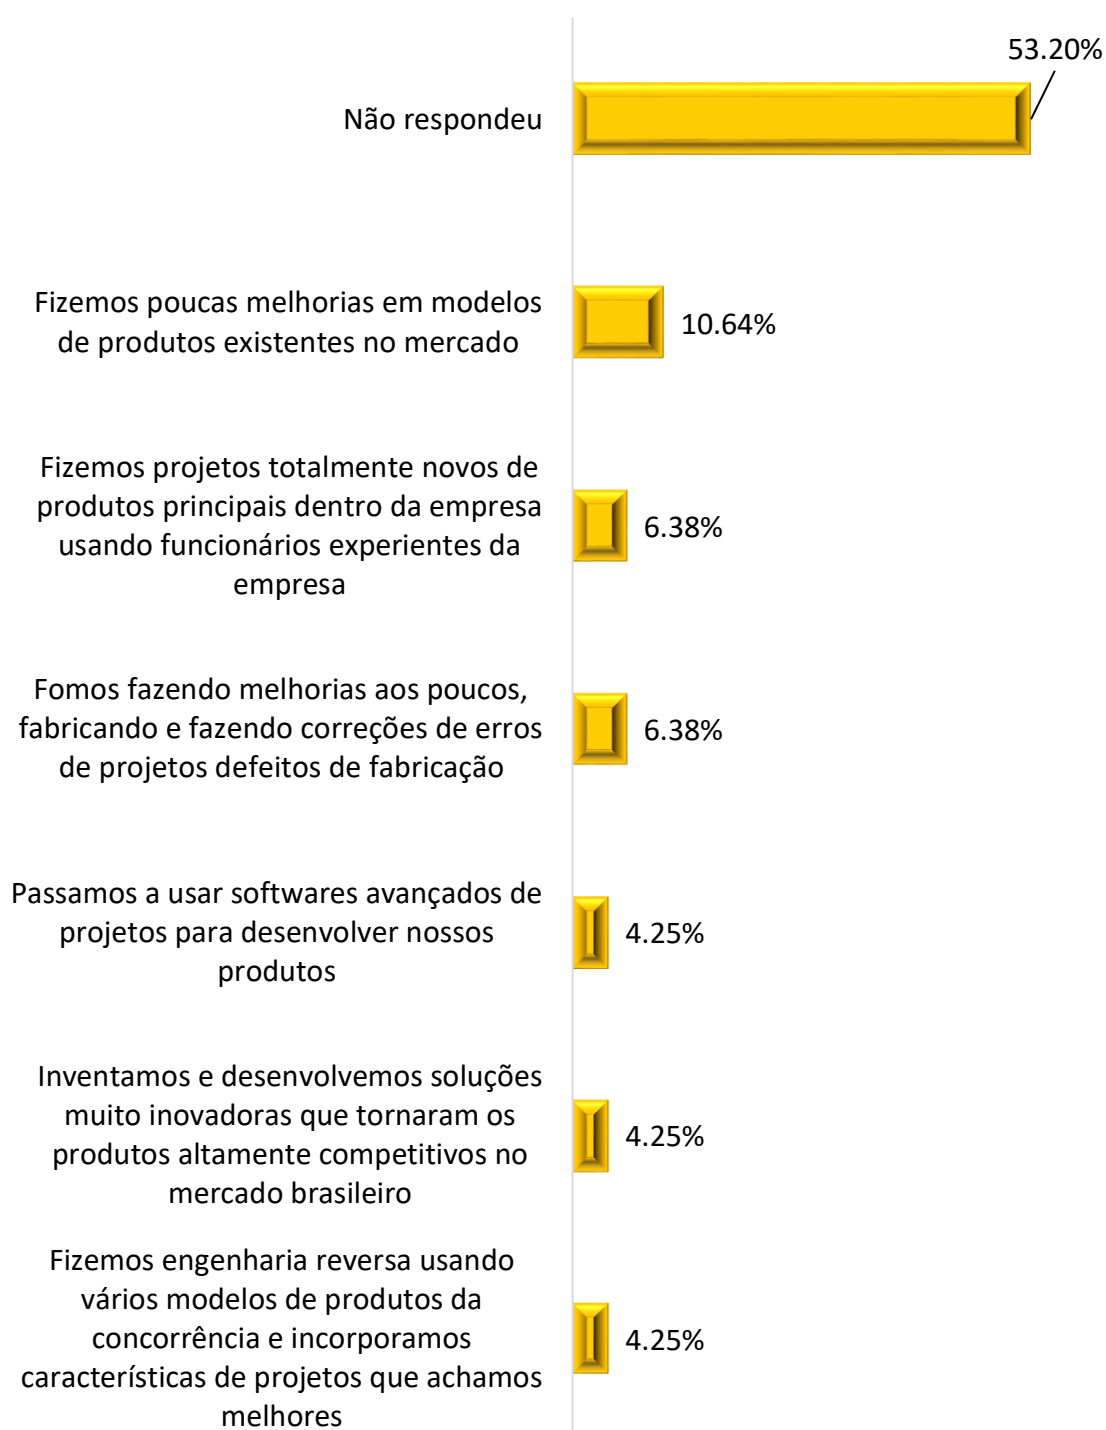 53.20%
Não respondeu
Fizemos poucas melhorias em modelos
de produtos existentes no mercado
10.64%
Fizemos projetos totalmente novos de
produtos principais dentro da empresa
usando funcionários experientes da
empresa
6.38%
Fomos fazendo melhorias aos poucos,
fabricando e fazendo correções de erros
de projetos defeitos de fabricação
6.38%
Passamos a usar softwares avançados de
projetos para desenvolver nossos
produtos
4.25%
Inventamos e desenvolvemos soluções
muito inovadoras que tornaram os
produtos altamente competitivos no
mercado brasileiro
4.25%
Fizemos engenharia reversa usando
vários modelos de produtos da
concorrência e incorporamos
características de projetos que achamos
melhores
4.25%